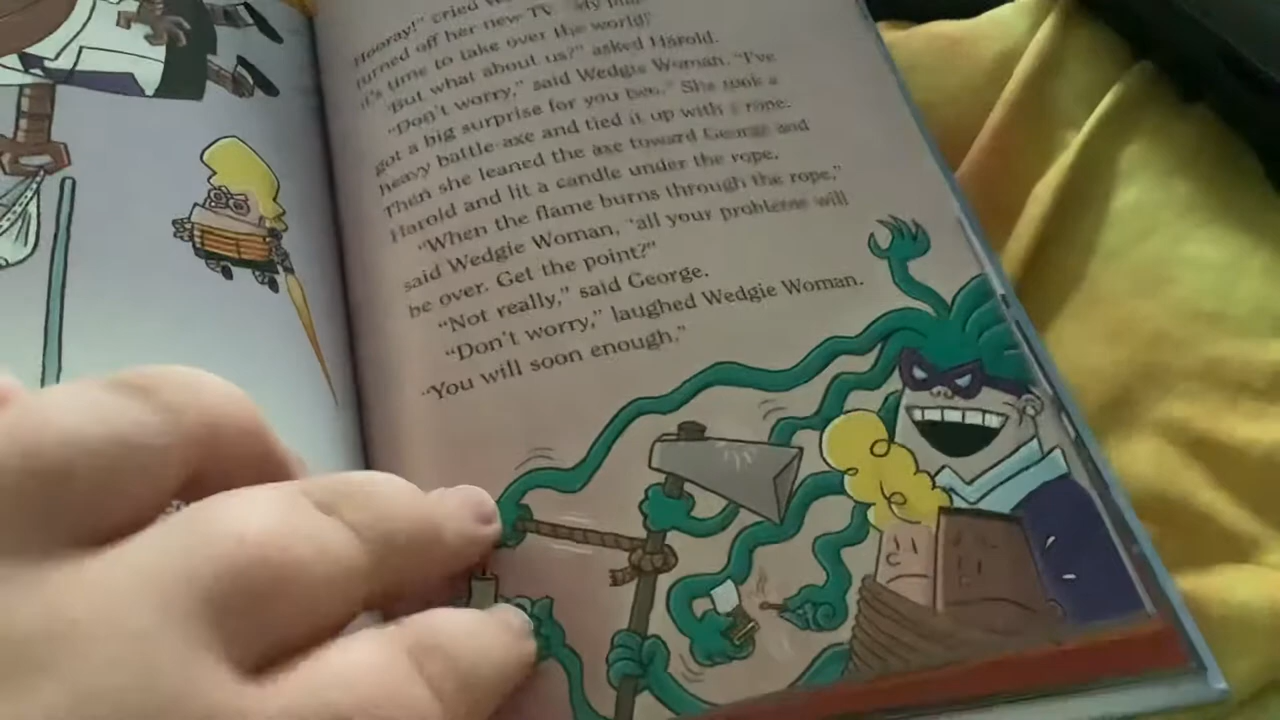 Hooray!" cried
turned off her new TV
it's time to take over the world!"
"But what about us?" asked Harold.
"Don't worry," said Wedgie Woman. "I've
got a big surprise for you two." She took a
heavy battle-axe and tied it up with a rope.
Then she leaned the axe toward George and
Harold and lit a candle under the rope.
"When the flame burns through the rope,"
said Wedgie Woman, "all your problems will
be over. Get the point?"
"Not really," said George.
"Don't worry," laughed Wedgie Woman.
"You will soon enough."